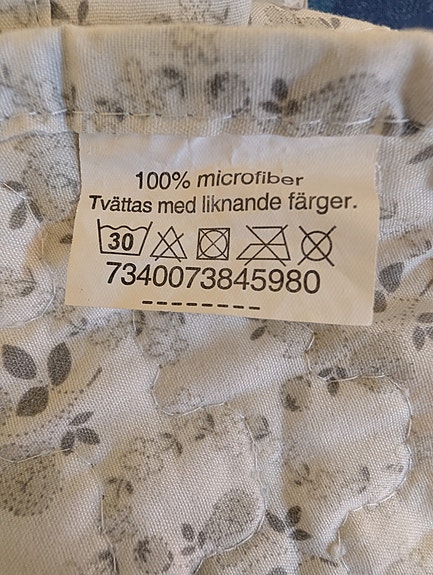 100% microfiber
Tvättas med liknande färger.
30
7340073845980